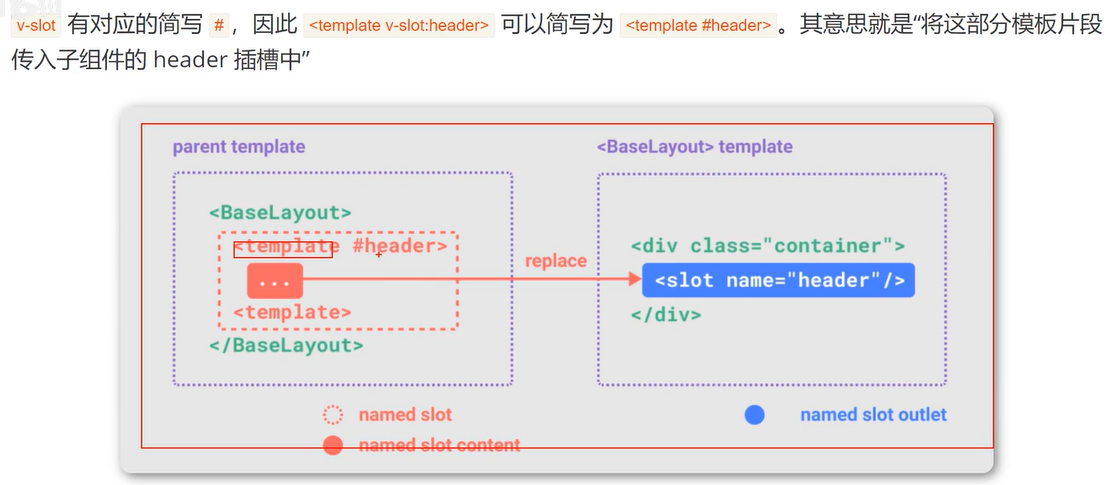 v-slot 有对应的简写 #，因此 <template v-slot:header> 可以简写为 <template #header>。其意思就是“将这部分模板片段
传入子组件的 header 插槽中”
parent template
<BaseLayout> template
<BaseLayout>
<template #header>
<div class="container">
replace
...
<slot name="header"/>
<template>
</div>
</BaseLayout>
named slot
named slot outlet
named slot content